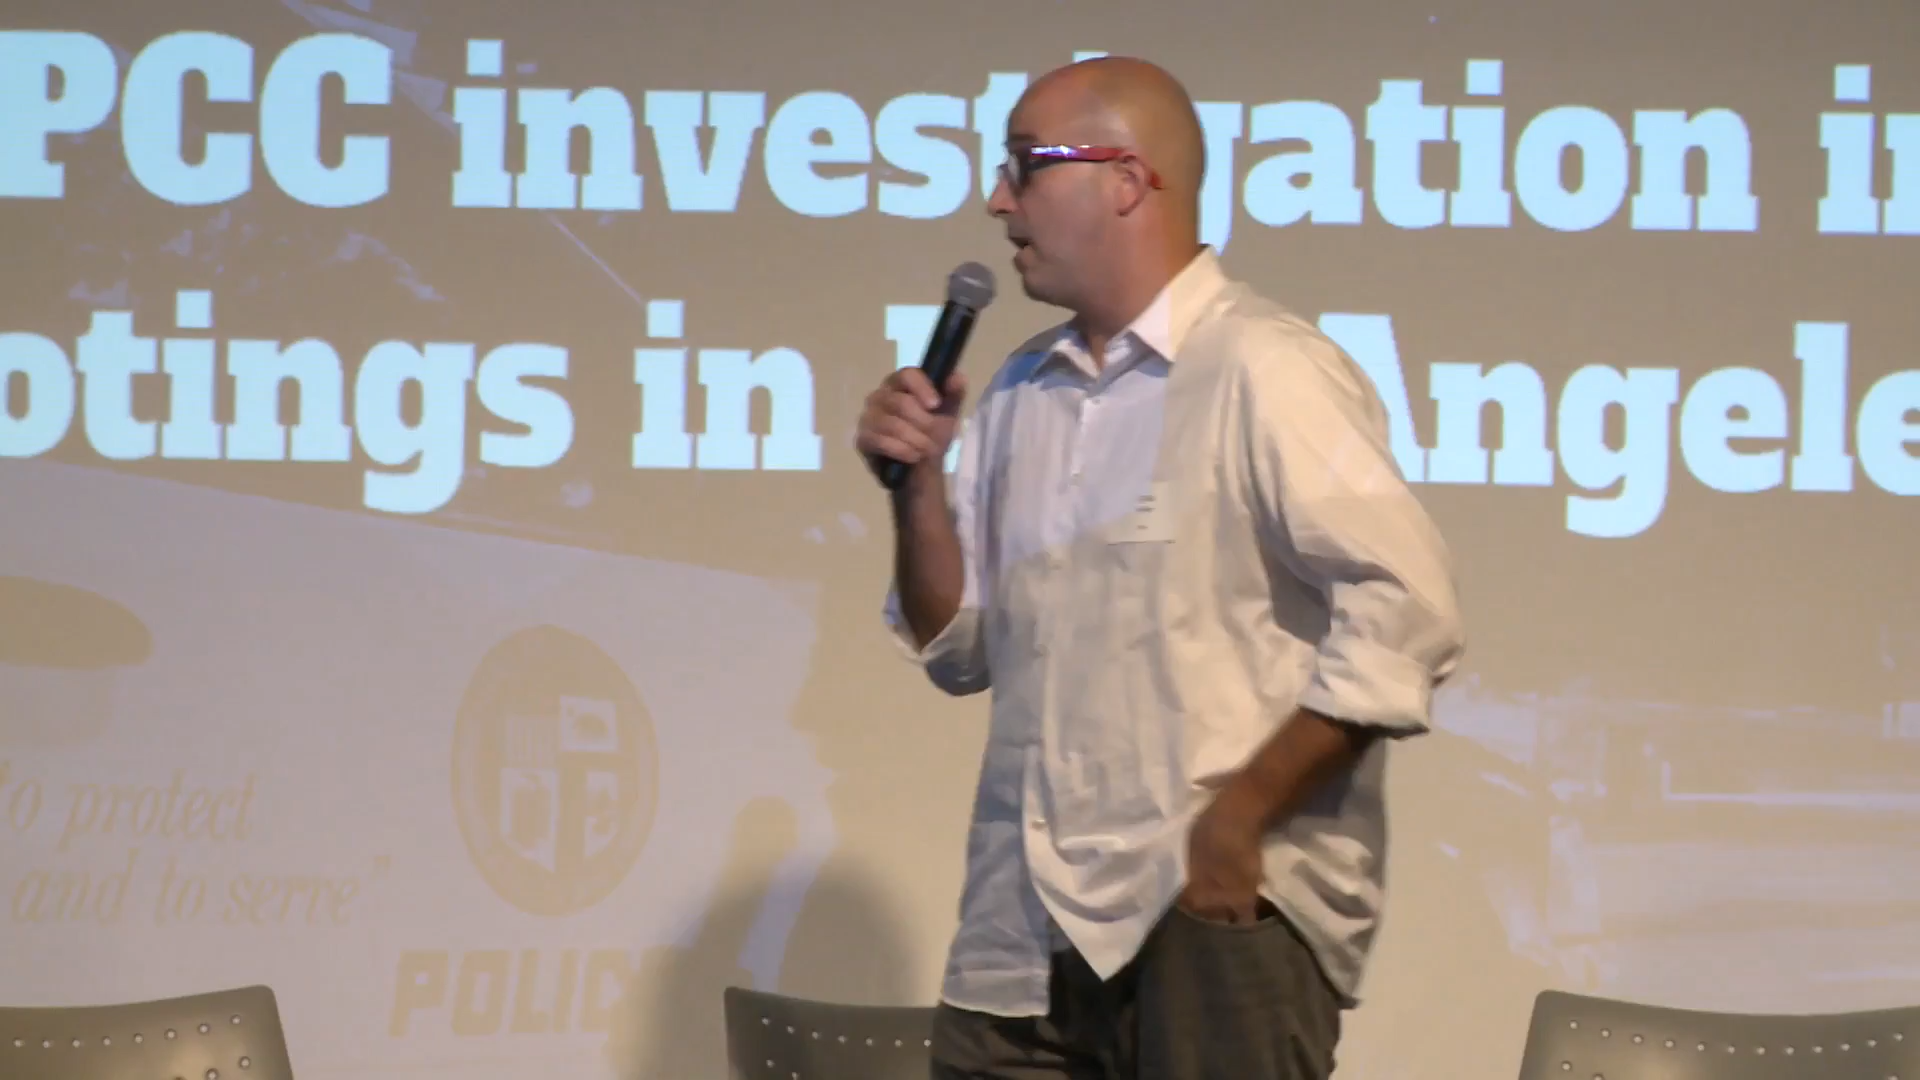 PCC investigation in
otings in L Angele
to protect
and to serve"
POLIC